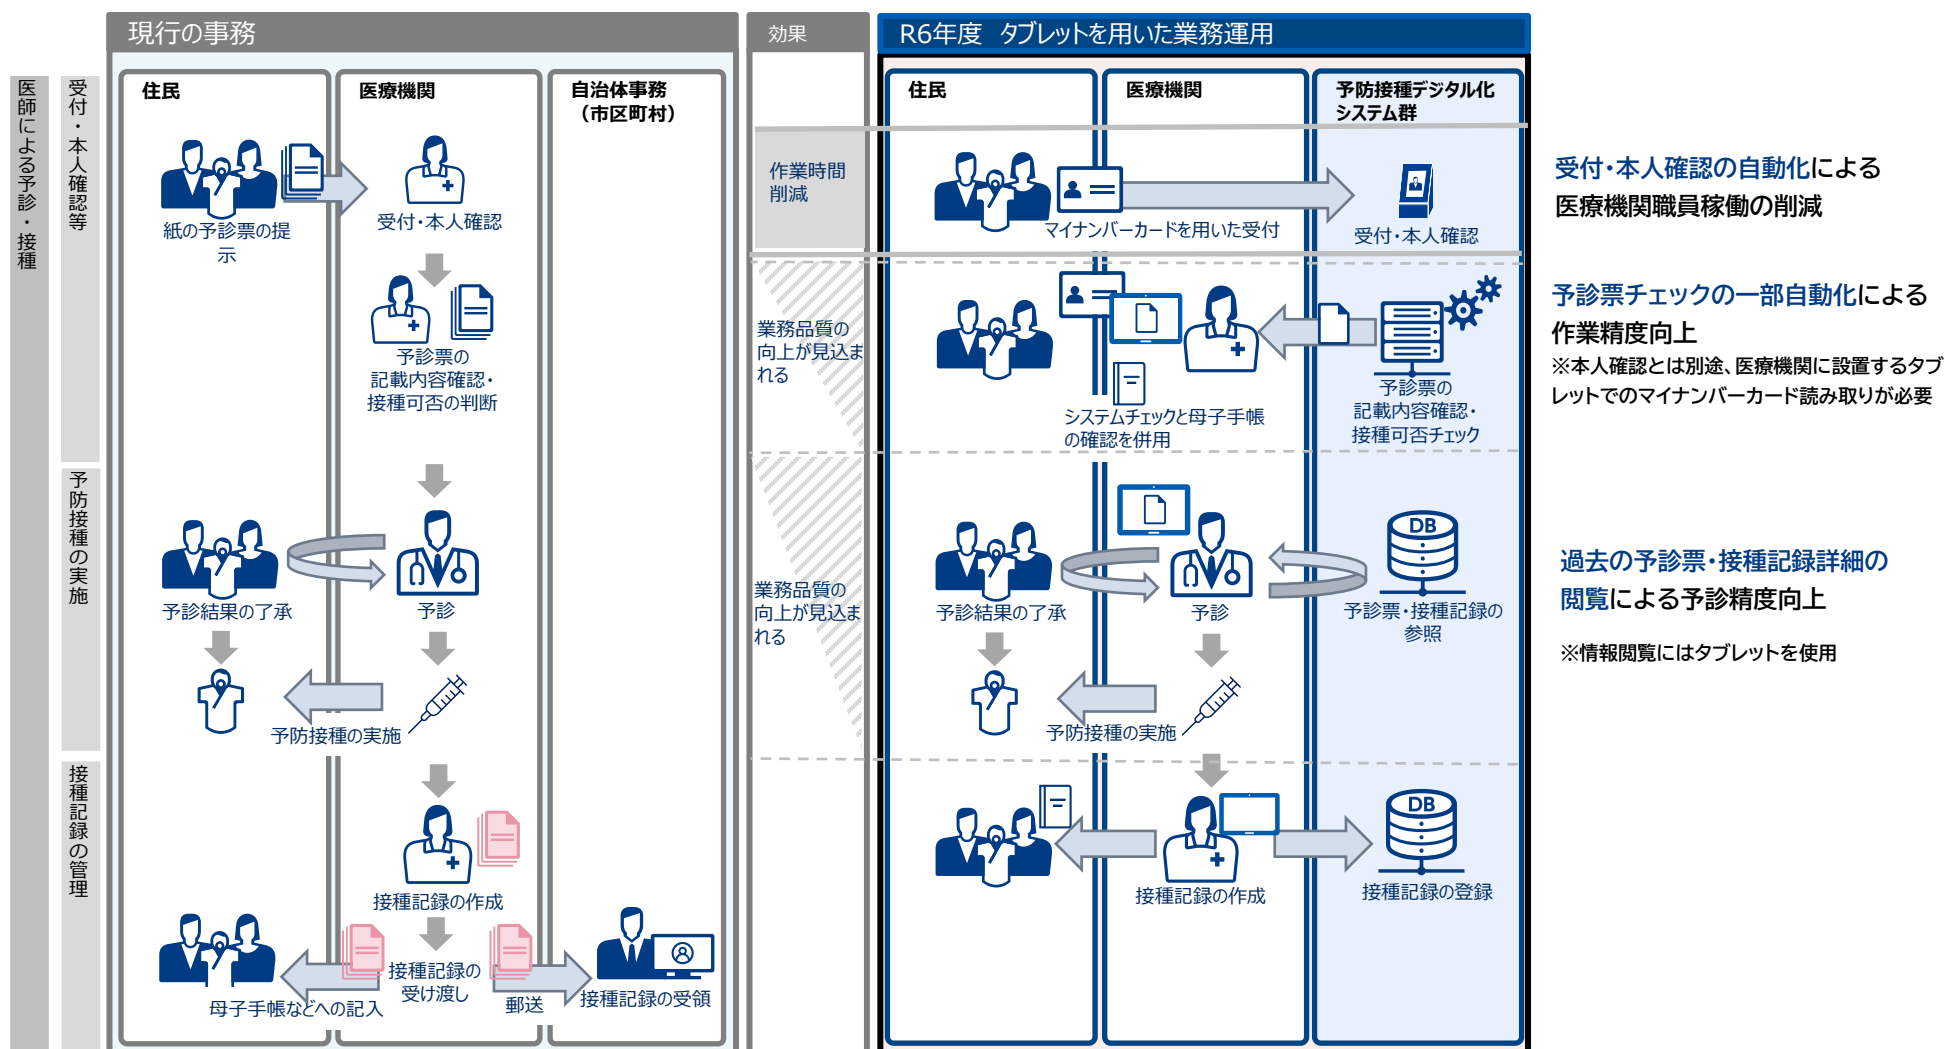 現行の事務
効果
R6年度 タブレットを用いた業務運用
医師による予診・接種
受付・本人確認等
予防接種の実施
接種記録の管理
住民
医療機関
自治体事務
（市区町村）
紙の予診票の提
示
受付・本人確認
予診票の
記載内容確認・
接種可否の判断
予診結果の了承
予診
予防接種の実施
接種記録の作成
接種記録の
受け渡し
母子手帳などへの記入
郵送
接種記録の受領
作業時間
削減
業務品質の
向上が見込ま
れる
業務品質の
向上が見込ま
れる
住民
医療機関
予防接種デジタル化
システム群
マイナンバーカードを用いた受付
受付・本人確認
システムチェックと母子手帳
の確認を併用
予診票の
記載内容確認・
接種可否チェック
予診結果の了承
予診
DB
予診票・接種記録の
参照
予防接種の実施
接種記録の作成
DB
接種記録の登録
受付・本人確認の自動化による
医療機関職員稼働の削減
予診票チェックの一部自動化による
作業精度向上
※本人確認とは別途、医療機関に設置するタブ
レットでのマイナンバーカード読み取りが必要
過去の予診票・接種記録詳細の
閲覧による予診精度向上
※情報閲覧にはタブレットを使用